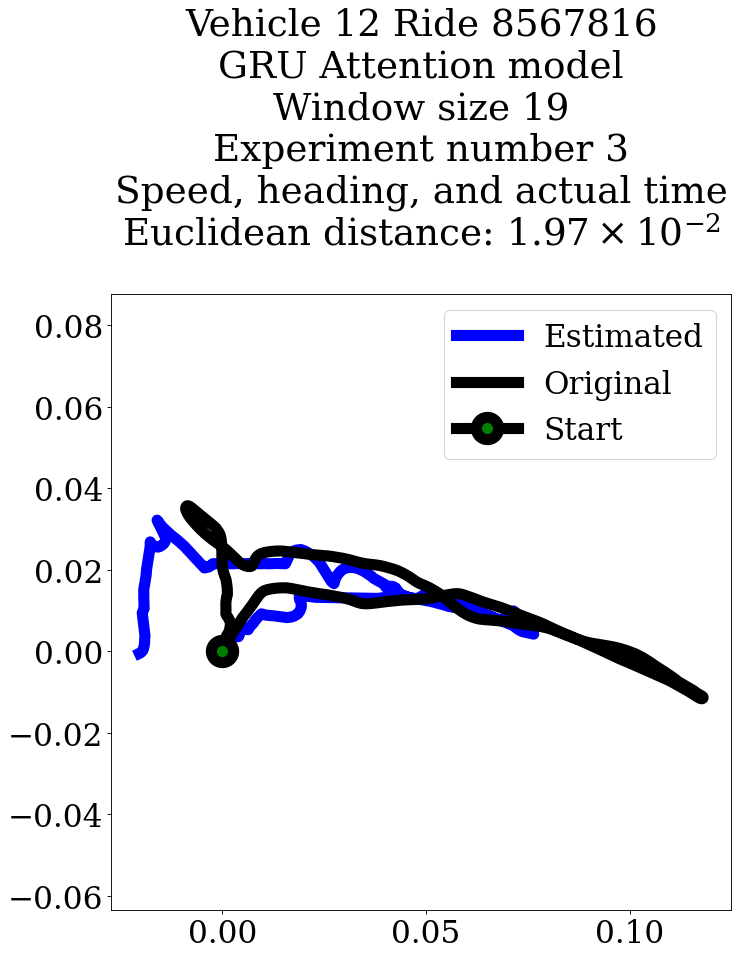 Vehicle 12 Ride 8567816
GRU Attention model
Window size 19
Experiment number 3
Speed, heading, and actual time
Euclidean distance: 1.97 × 10⁻²
Estimated
Original
Start
0.08
0.06
0.04
0.02
0.00
−0.02
−0.04
−0.06
0.00 0.05 0.10